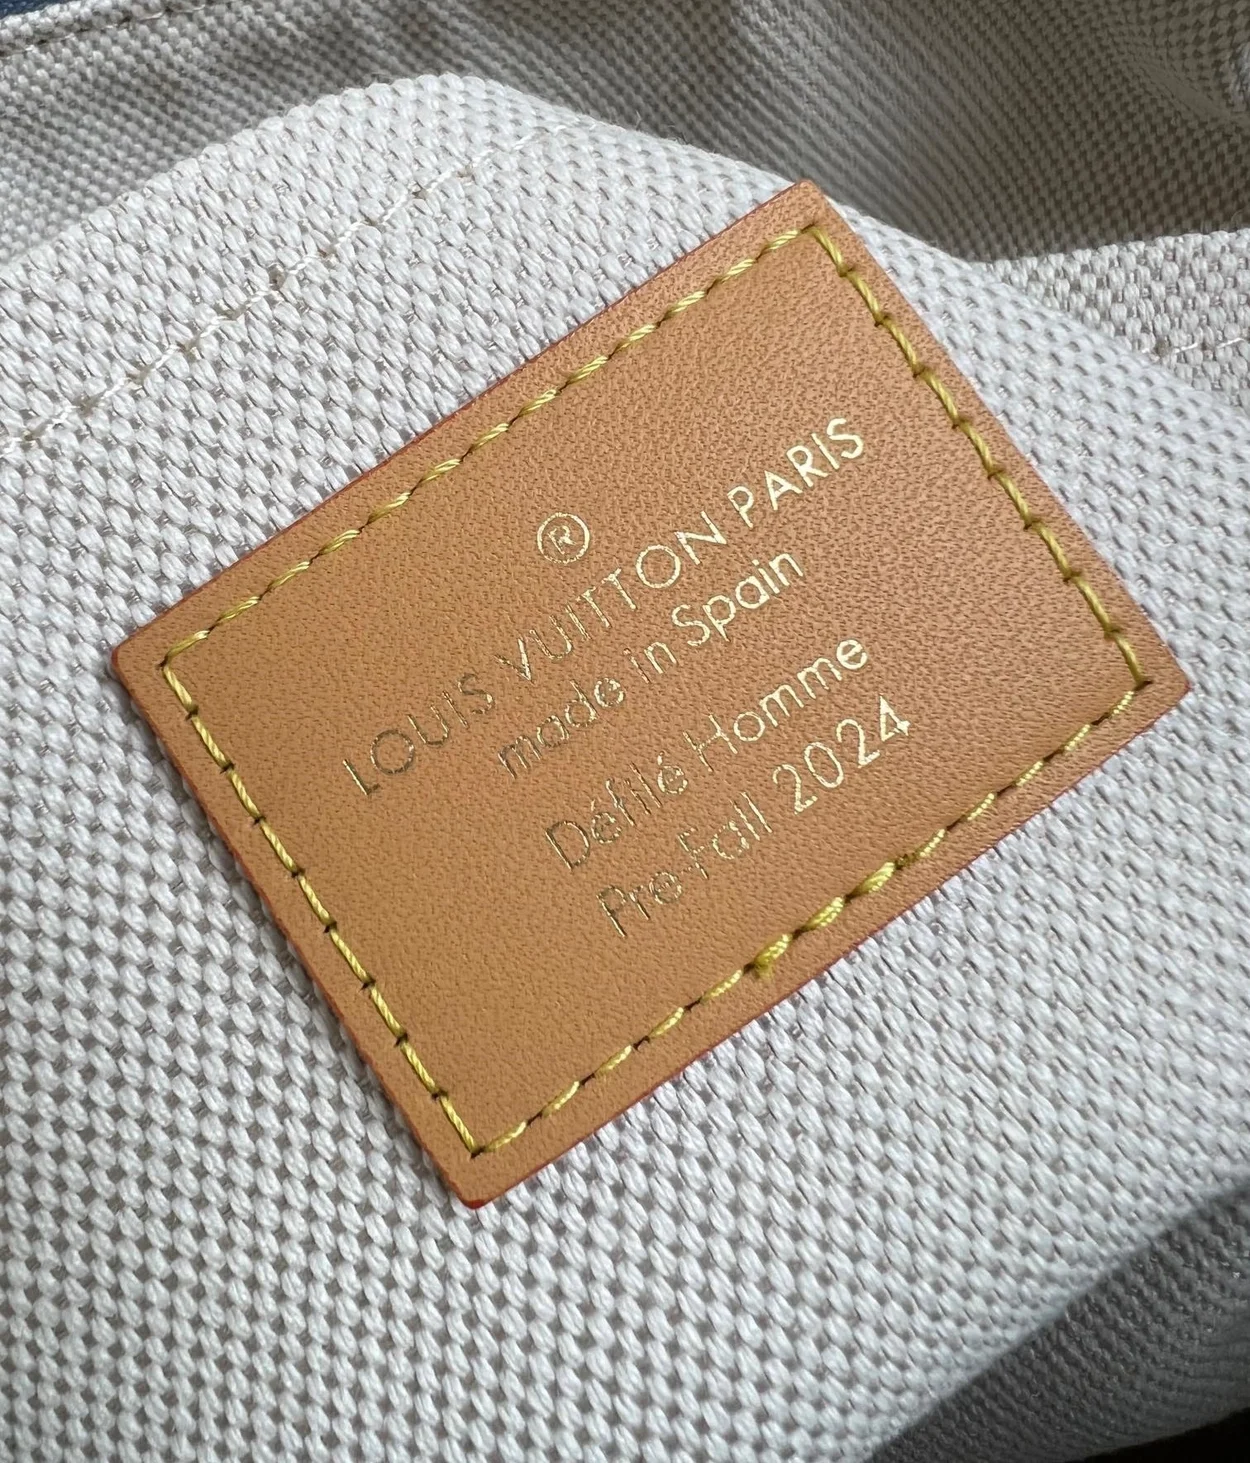 ®
LOUIS VUITTON PARIS
made in Spain
Défilé Homme
Pre-Fall 2024